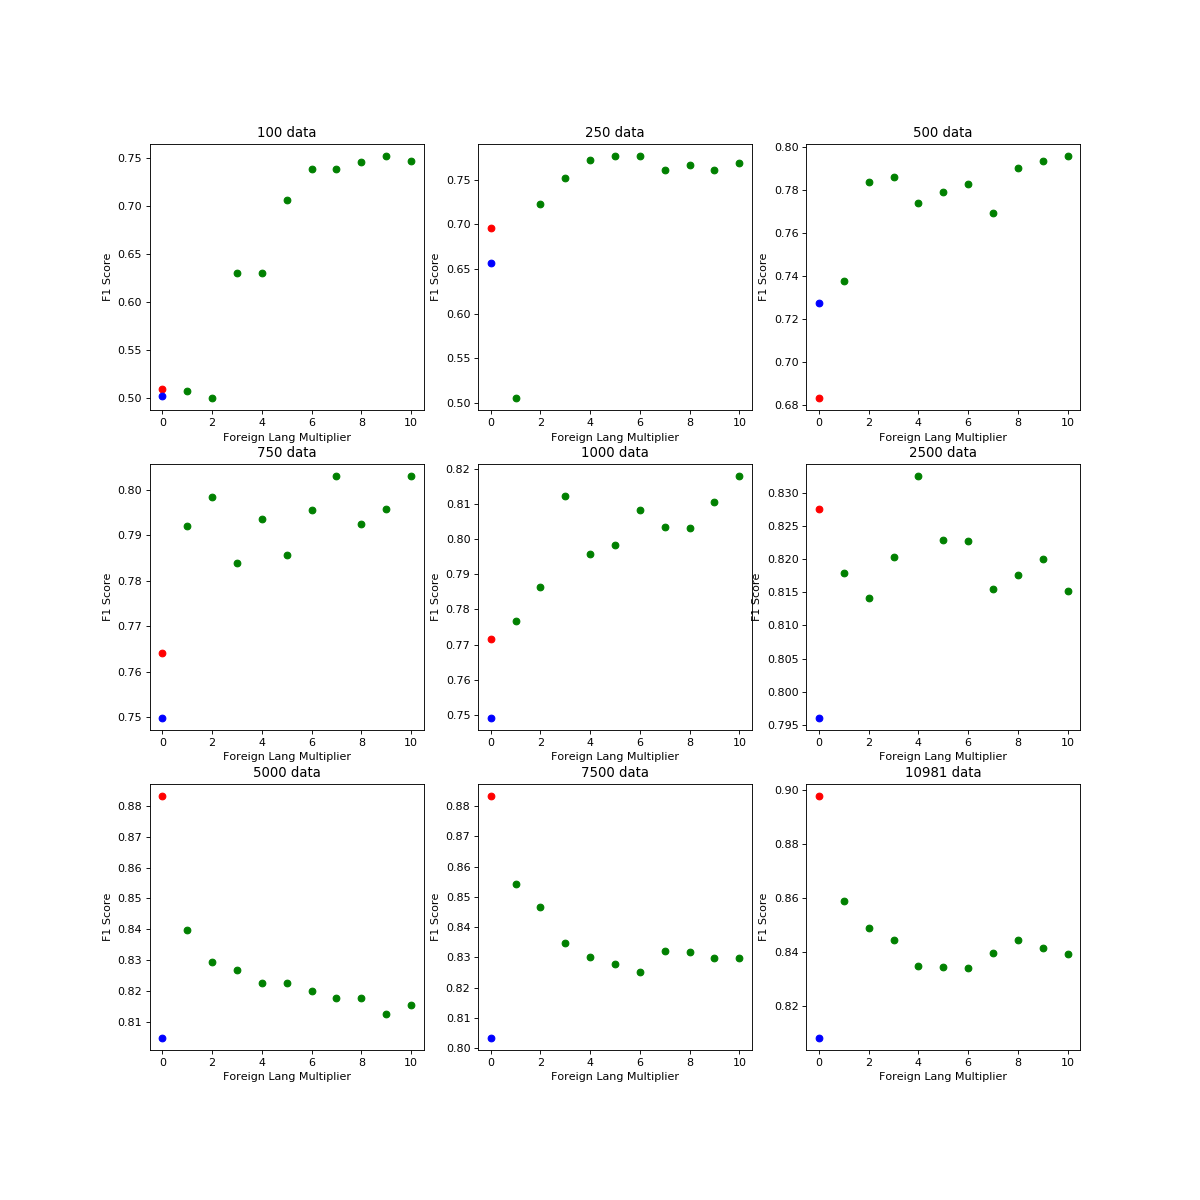 100 data
0.75
0.70
0.65
0.60
0.55
0.50
F1 Score
0 2 4 6 8 10
Foreign Lang Multiplier
250 data
0.75
0.70
0.65
0.60
0.55
0.50
F1 Score
0 2 4 6 8 10
Foreign Lang Multiplier
500 data
0.80
0.78
0.76
0.74
0.72
0.70
0.68
F1 Score
0 2 4 6 8 10
Foreign Lang Multiplier
750 data
0.80
0.79
0.78
0.77
0.76
0.75
F1 Score
0 2 4 6 8 10
Foreign Lang Multiplier
1000 data
0.82
0.81
0.80
0.79
0.78
0.77
0.76
0.75
F1 Score
0 2 4 6 8 10
Foreign Lang Multiplier
2500 data
0.830
0.825
0.820
0.815
0.810
0.805
0.800
0.795
F1 Score
0 2 4 6 8 10
Foreign Lang Multiplier
5000 data
0.88
0.87
0.86
0.85
0.84
0.83
0.82
0.81
F1 Score
0 2 4 6 8 10
Foreign Lang Multiplier
7500 data
0.88
0.87
0.86
0.85
0.84
0.83
0.82
0.81
0.80
F1 Score
0 2 4 6 8 10
Foreign Lang Multiplier
10981 data
0.90
0.88
0.86
0.84
0.82
F1 Score
0 2 4 6 8 10
Foreign Lang Multiplier